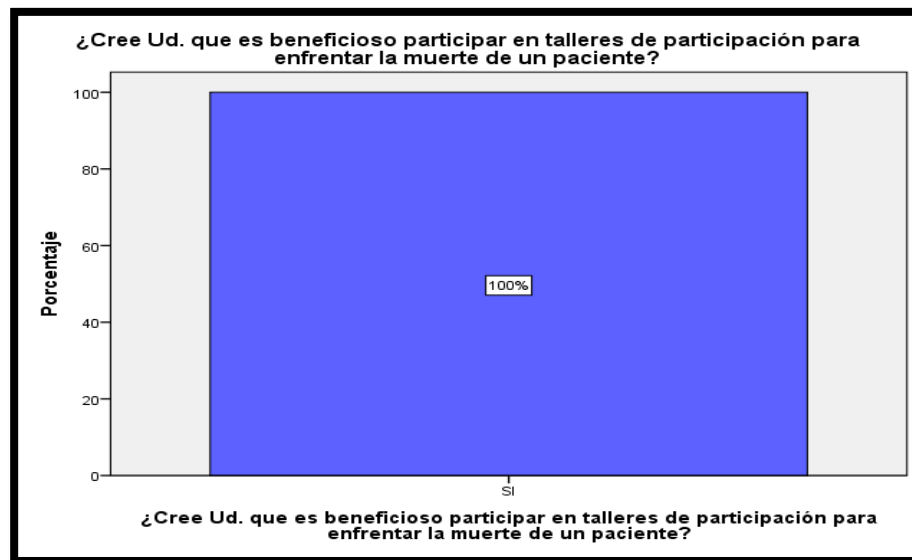 ¿Cree Ud. que es beneficioso participar en talleres de participación para
enfrentar la muerte de un paciente?
100
80
60
40
20
0
Porcentaje
100%
SI
¿Cree Ud. que es beneficioso participar en talleres de participación para
enfrentar la muerte de un paciente?